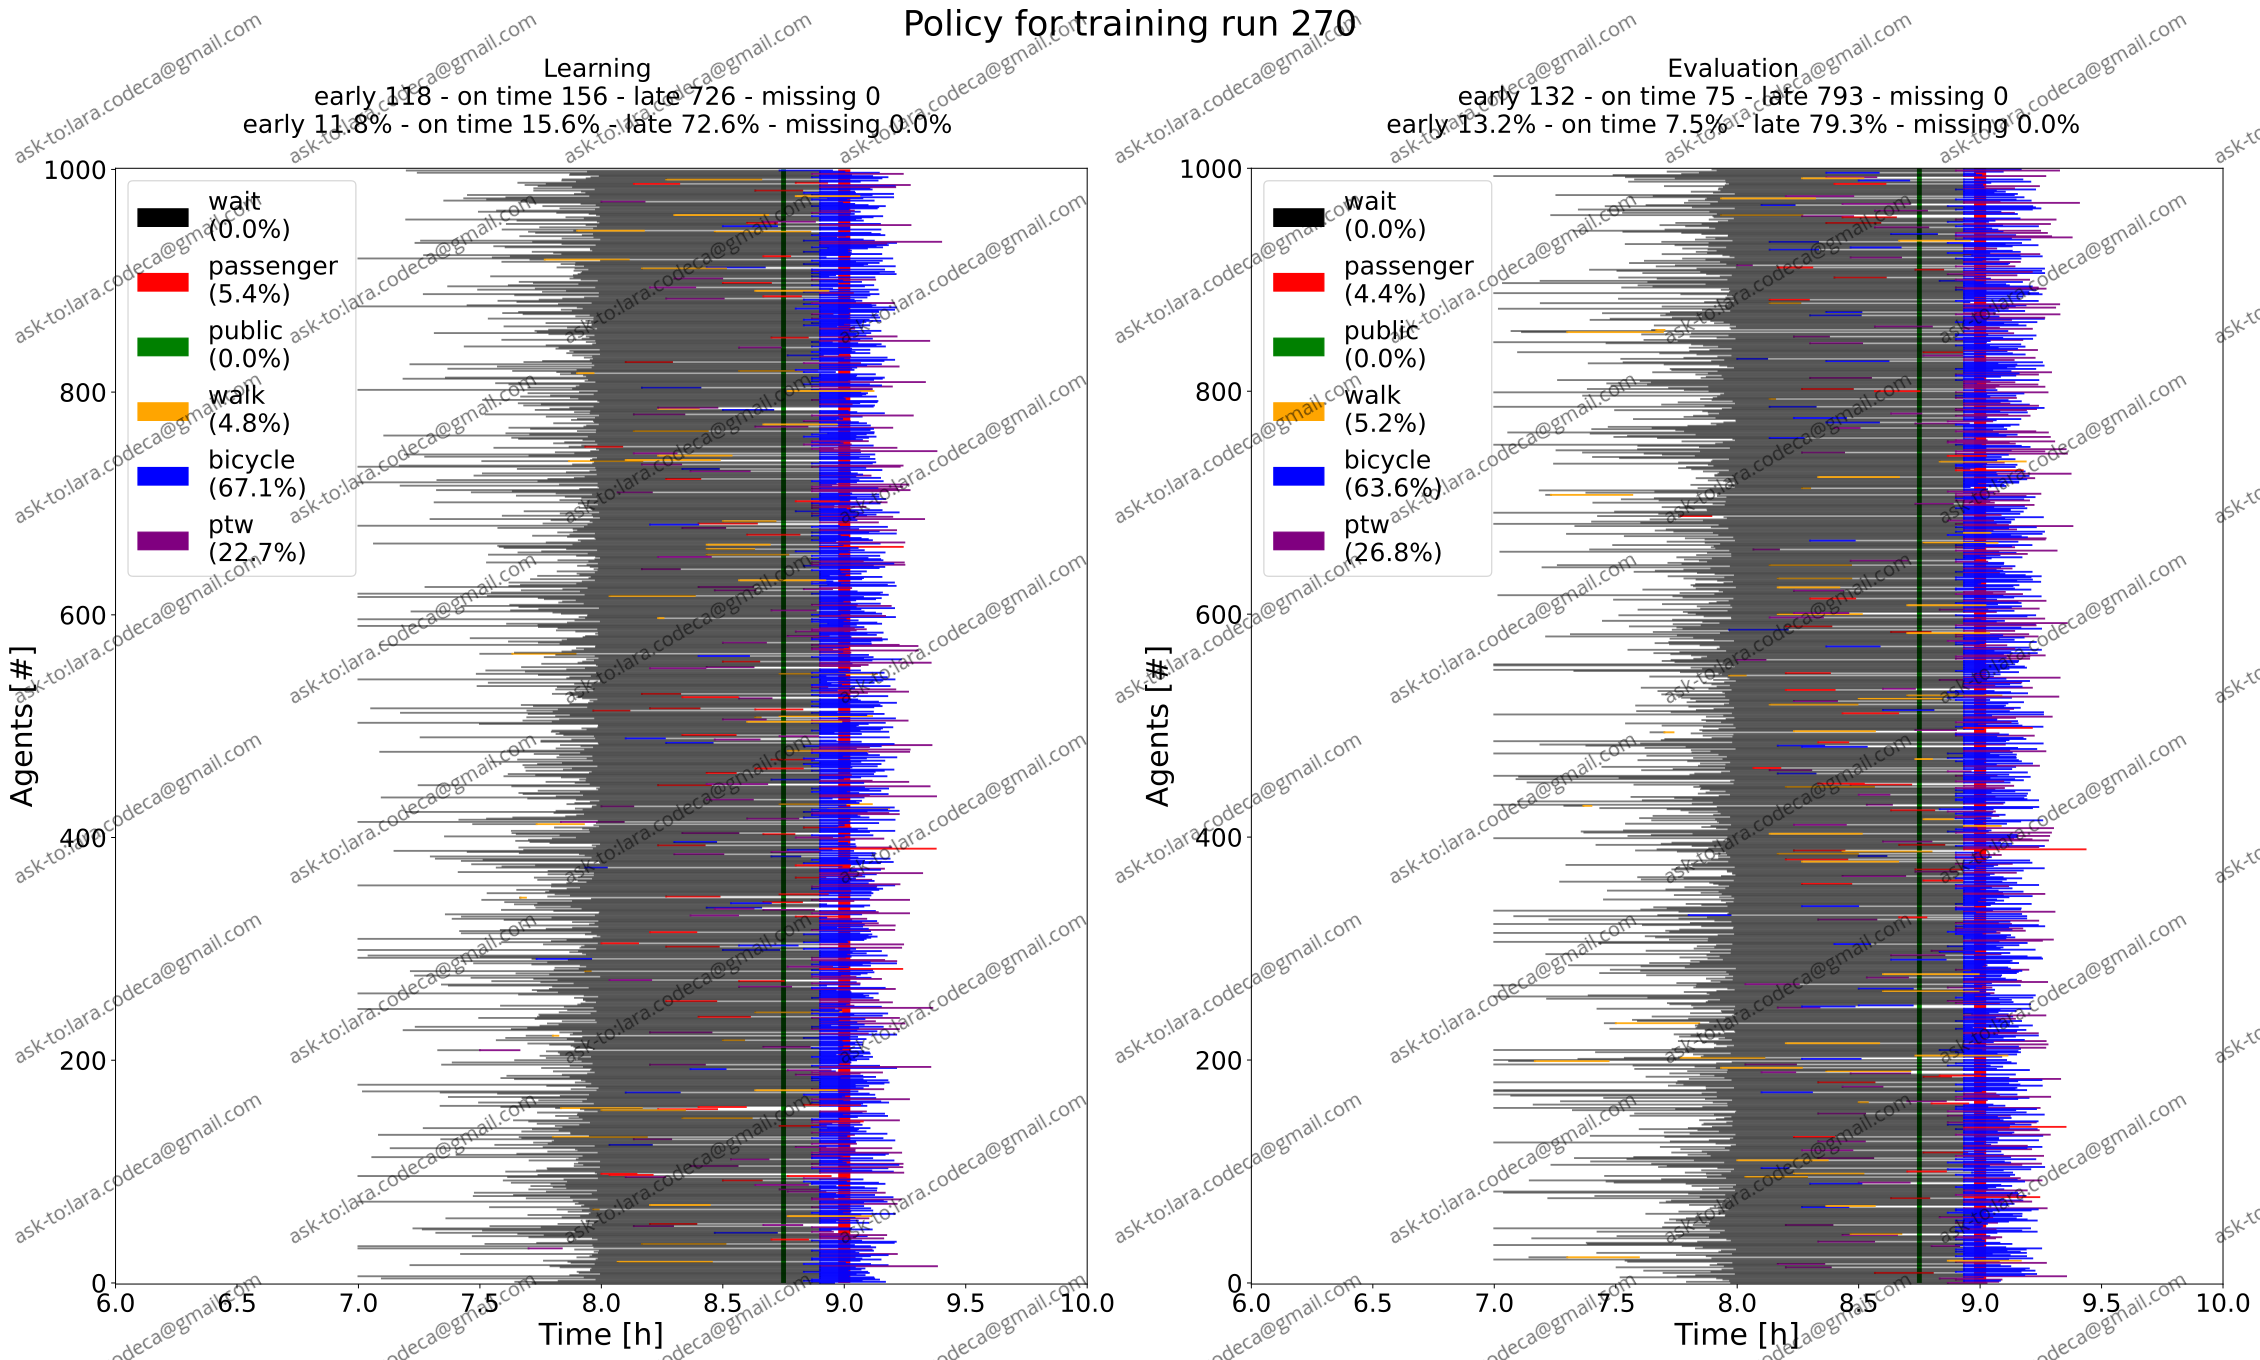 Policy for training run 270
Learning
early 118 - on time 156 - late 726 - missing 0
early 11.8% - on time 15.6% - late 72.6% - missing 0.0%
Evaluation
early 132 - on time 75 - late 793 - missing 0
early 13.2% - on time 7.5% - late 79.3% - missing 0.0%
Agents [#]
1000
800
600
400
200
0
wait
(0.0%)
passenger
(5.4%)
public
(0.0%)
walk
(4.8%)
bicycle
(67.1%)
ptw
(22.7%)
6.0 6.5 7.0 7.5 8.0 8.5 9.0 9.5 10.0
Time [h]
Agents [#]
1000
800
600
400
200
0
wait
(0.0%)
passenger
(4.4%)
public
(0.0%)
walk
(5.2%)
bicycle
(63.6%)
ptw
(26.8%)
6.0 6.5 7.0 7.5 8.0 8.5 9.0 9.5 10.0
Time [h]
ask-to:lara.codeca@gmail.com